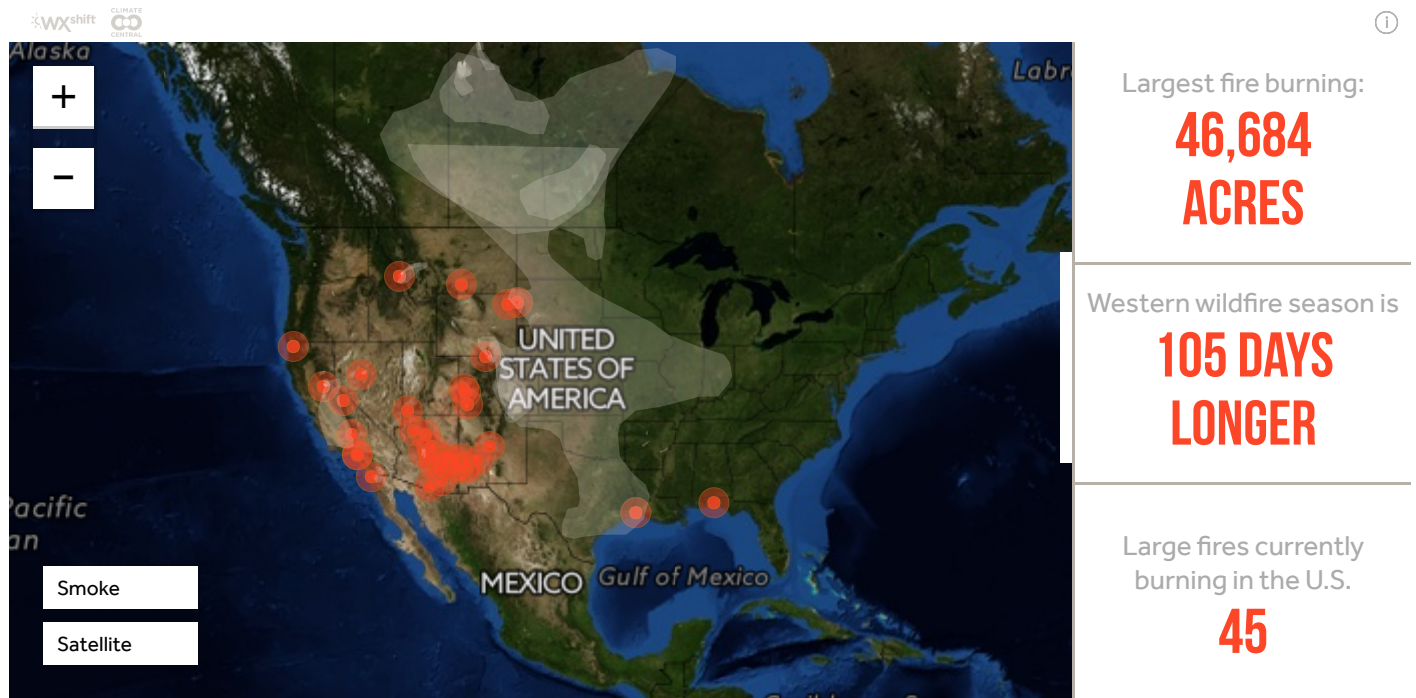 WXshift
CLIMATE
CENTRAL
i
Alaska
Labr
+
−
Largest fire burning:
46,684
ACRES
Western wildfire season is
105 DAYS
LONGER
UNITED
STATES OF
AMERICA
Pacific
an
MEXICO
Gulf of Mexico
Smoke
Satellite
Large fires currently
burning in the U.S.
45